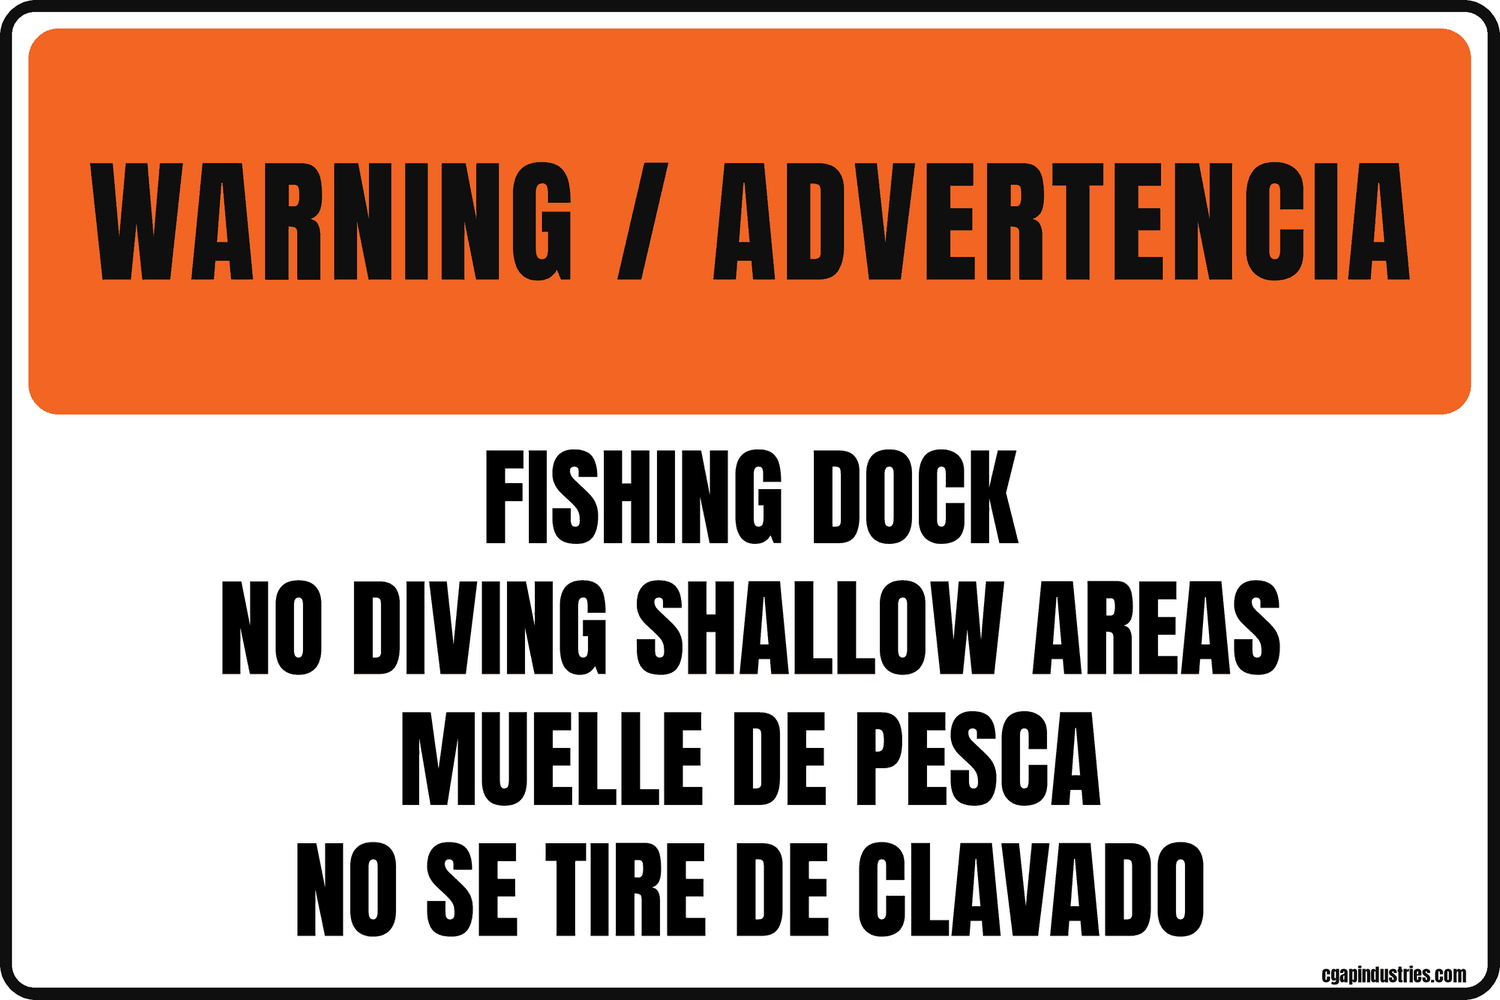 WARNING / ADVERTENCIA
FISHING DOCK
NO DIVING SHALLOW AREAS
MUELLE DE PESCA
NO SE TIRE DE CLAVADO
cgapindustries.com